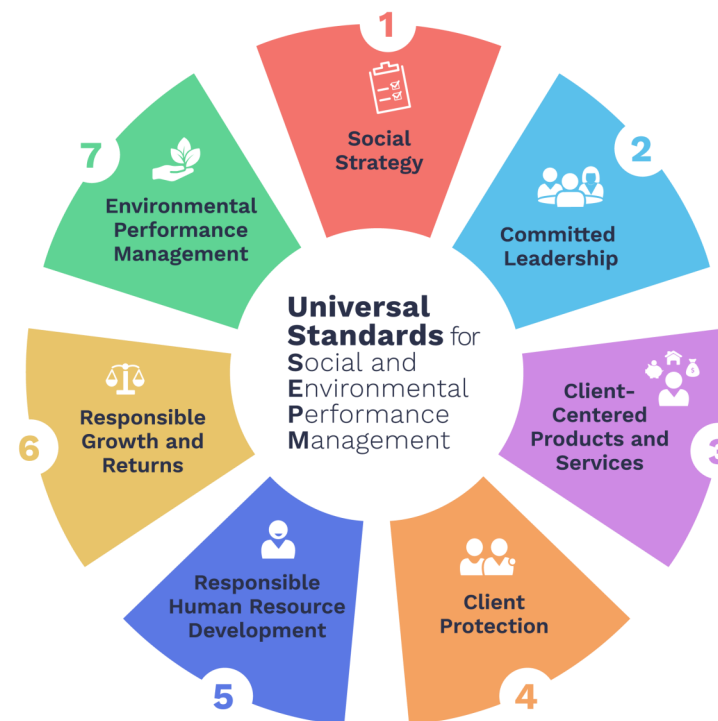 Universal
Standards for
Social and
Environmental
Performance
Management
1
Social
Strategy
2
Committed
Leadership
3
Client-
Centered
Products and
Services
4
Client
Protection
5
Responsible
Human Resource
Development
6
Responsible
Growth and
Returns
7
Environmental
Performance
Management